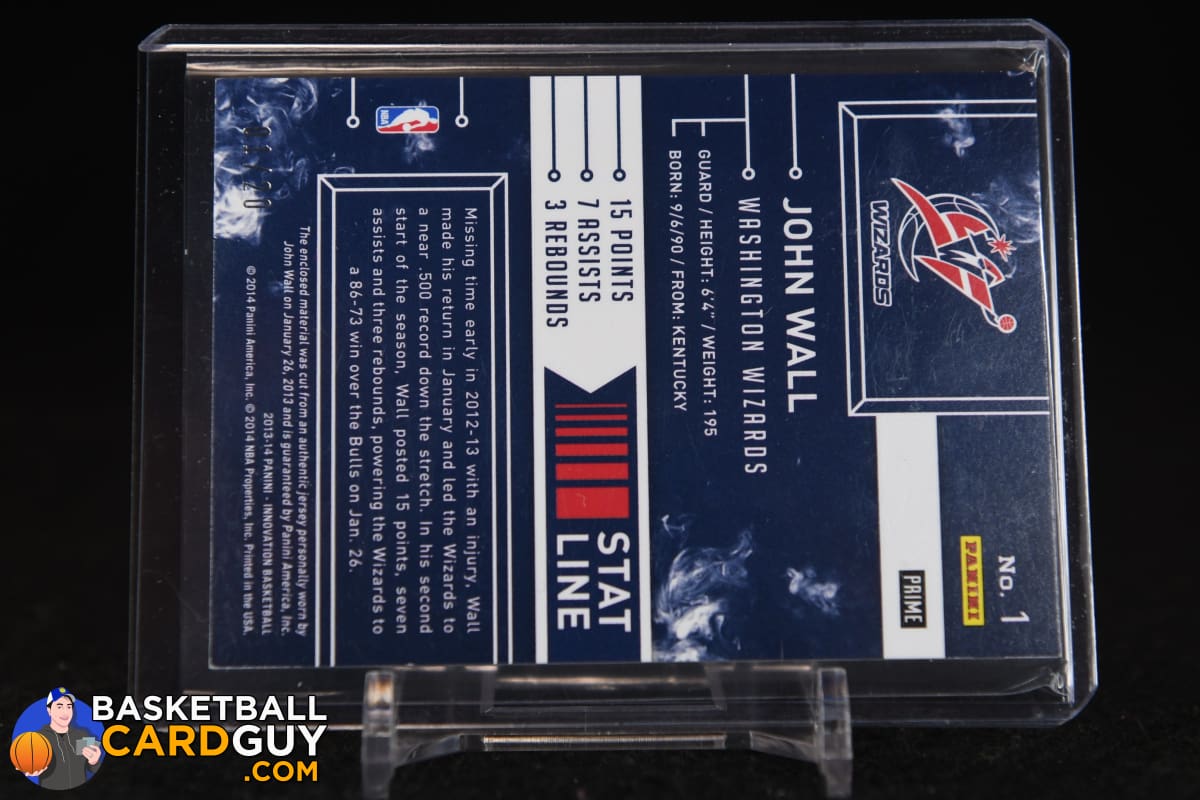 No. 1
PANINI
PRIME
WIZARDS
JOHN WALL
WASHINGTON WIZARDS
GUARD / HEIGHT: 6'4" / WEIGHT: 195
BORN: 9/6/90 / FROM: KENTUCKY
15 POINTS
7 ASSISTS
3 REBOUNDS
STAT
LINE
Missing time early in 2012-13 with an injury, Wall
made his return in January and led the Wizards to
a near .500 record down the stretch. In his second
start of the season, Wall posted 15 points, seven
assists and three rebounds, powering the Wizards to
a 86-73 win over the Bulls on Jan. 26.
NBA
The enclosed material was cut from an authentic jersey personally worn by
John Wall on January 26, 2013 and is guaranteed by Panini America, Inc.
2013-14 PANINI - INNOVATION BASKETBALL
© 2014 Panini America, Inc. © 2014 NBA Properties, Inc. Printed in the USA.
BASKETBALL
CARDGUY
.COM